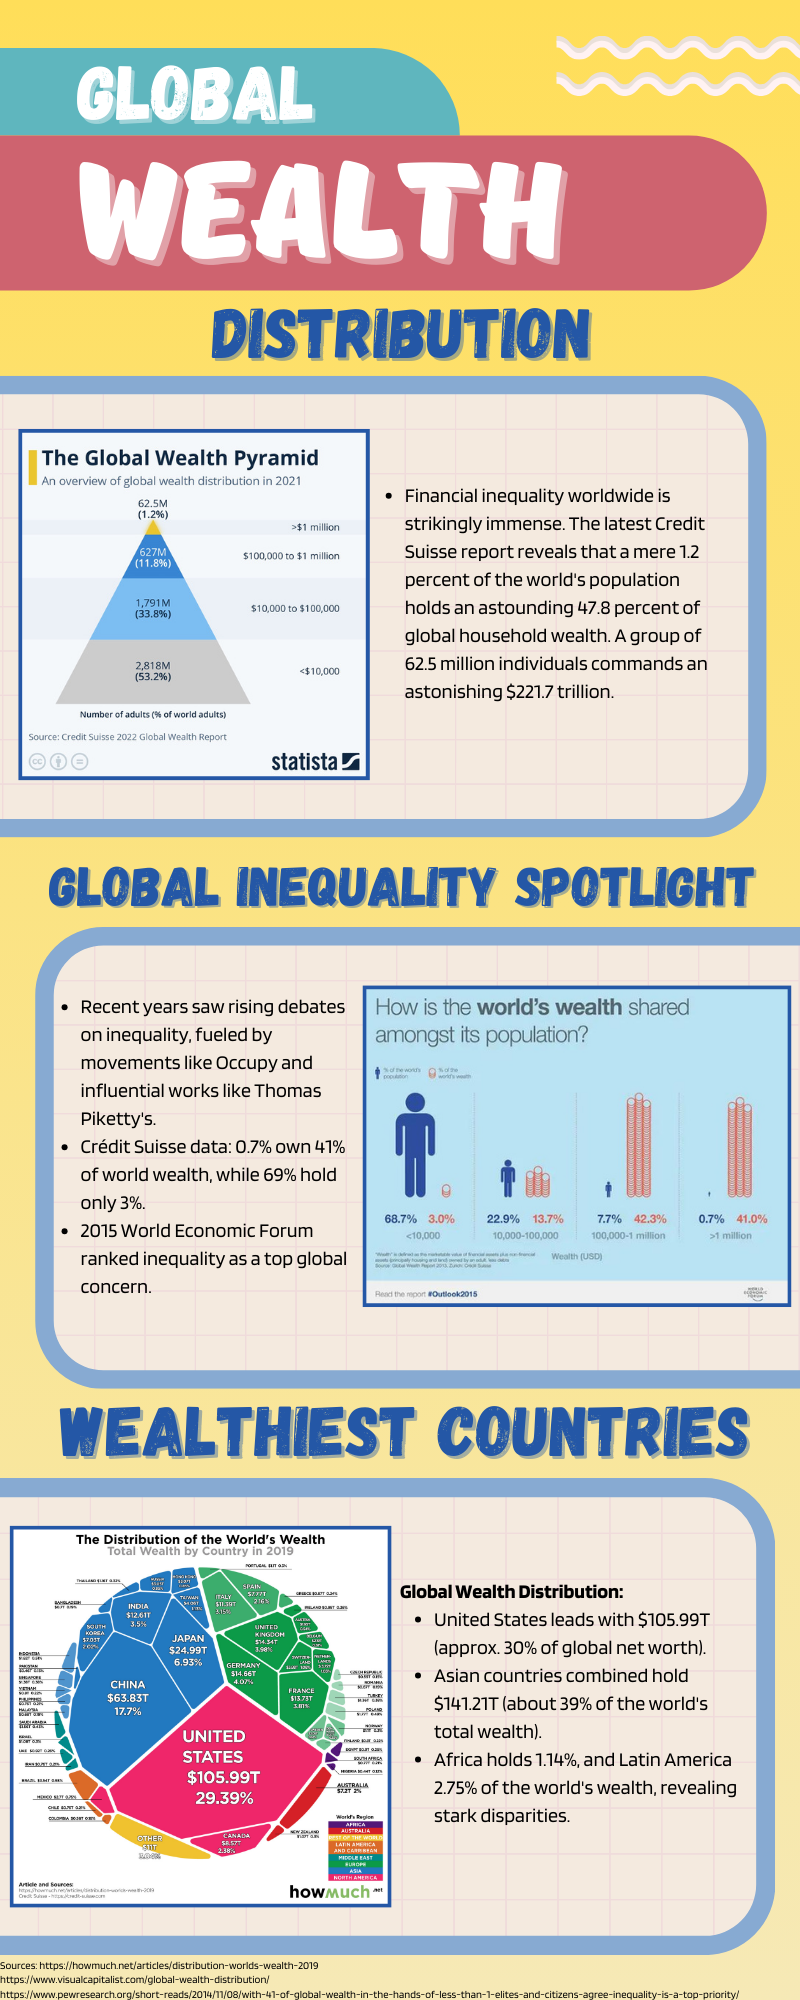 GLOBAL
WEALTH
DISTRIBUTION
The Global Wealth Pyramid
An overview of global wealth distribution in 2021
62.5M
(1.2%)
>$1 million
627M
(11.8%)
$100,000 to $1 million
1,791M
(33.8%)
$10,000 to $100,000
2,818M
(53.2%)
<$10,000
Number of adults (% of world adults)
Source: Credit Suisse 2022 Global Wealth Report
statista
• Financial inequality worldwide is
strikingly immense. The latest Credit
Suisse report reveals that a mere 1.2
percent of the world's population
holds an astounding 47.8 percent of
global household wealth. A group of
62.5 million individuals commands an
astonishing $221.7 trillion.
GLOBAL INEQUALITY SPOTLIGHT
• Recent years saw rising debates
on inequality, fueled by
movements like Occupy and
influential works like Thomas
Piketty's.
• Crédit Suisse data: 0.7% own 41%
of world wealth, while 69% hold
only 3%.
• 2015 World Economic Forum
ranked inequality as a top global
concern.
How is the world's wealth shared
amongst its population?
% of the world's
population
% of the
world's wealth
68.7% 3.0%
<10,000
22.9% 13.7%
10,000-100,000
7.7% 42.3%
100,000-1 million
0.7% 41.0%
>1 million
Wealth (USD)
Read the report #Outlook2015
WORLD
ECONOMIC
FORUM
WEALTHIEST COUNTRIES
The Distribution of the World's Wealth
Total Wealth by Country in 2019
INDIA
$12.61T
3.5%
JAPAN
$24.99T
6.93%
CHINA
$63.83T
17.7%
SOUTH
KOREA
TAIWAN
ITALY
SPAIN
UNITED
KINGDOM
$14.34T
3.98%
GERMANY
$14.66T
4.07%
FRANCE
$13.73T
3.81%
UNITED
STATES
$105.99T
29.39%
CANADA
$8.57T
2.38%
OTHER
AUSTRALIA
$7.2T 2%
World's Region
AFRICA
AUSTRALIA
REST OF THE WORLD
LATIN AMERICA
AND CARIBBEAN
MIDDLE EAST
EUROPE
ASIA
NORTH AMERICA
Article and Sources:
https://howmuch.net/articles/distribution-worlds-wealth-2019
howmuch.net
Global Wealth Distribution:
• United States leads with $105.99T
(approx. 30% of global net worth).
• Asian countries combined hold
$141.21T (about 39% of the world's
total wealth).
• Africa holds 1.14%, and Latin America
2.75% of the world's wealth, revealing
stark disparities.
Sources: https://howmuch.net/articles/distribution-worlds-wealth-2019
https://www.visualcapitalist.com/global-wealth-distribution/
https://www.pewresearch.org/short-reads/2014/11/08/with-41-of-global-wealth-in-the-hands-of-less-than-1-elites-and-citizens-agree-inequality-is-a-top-priority/